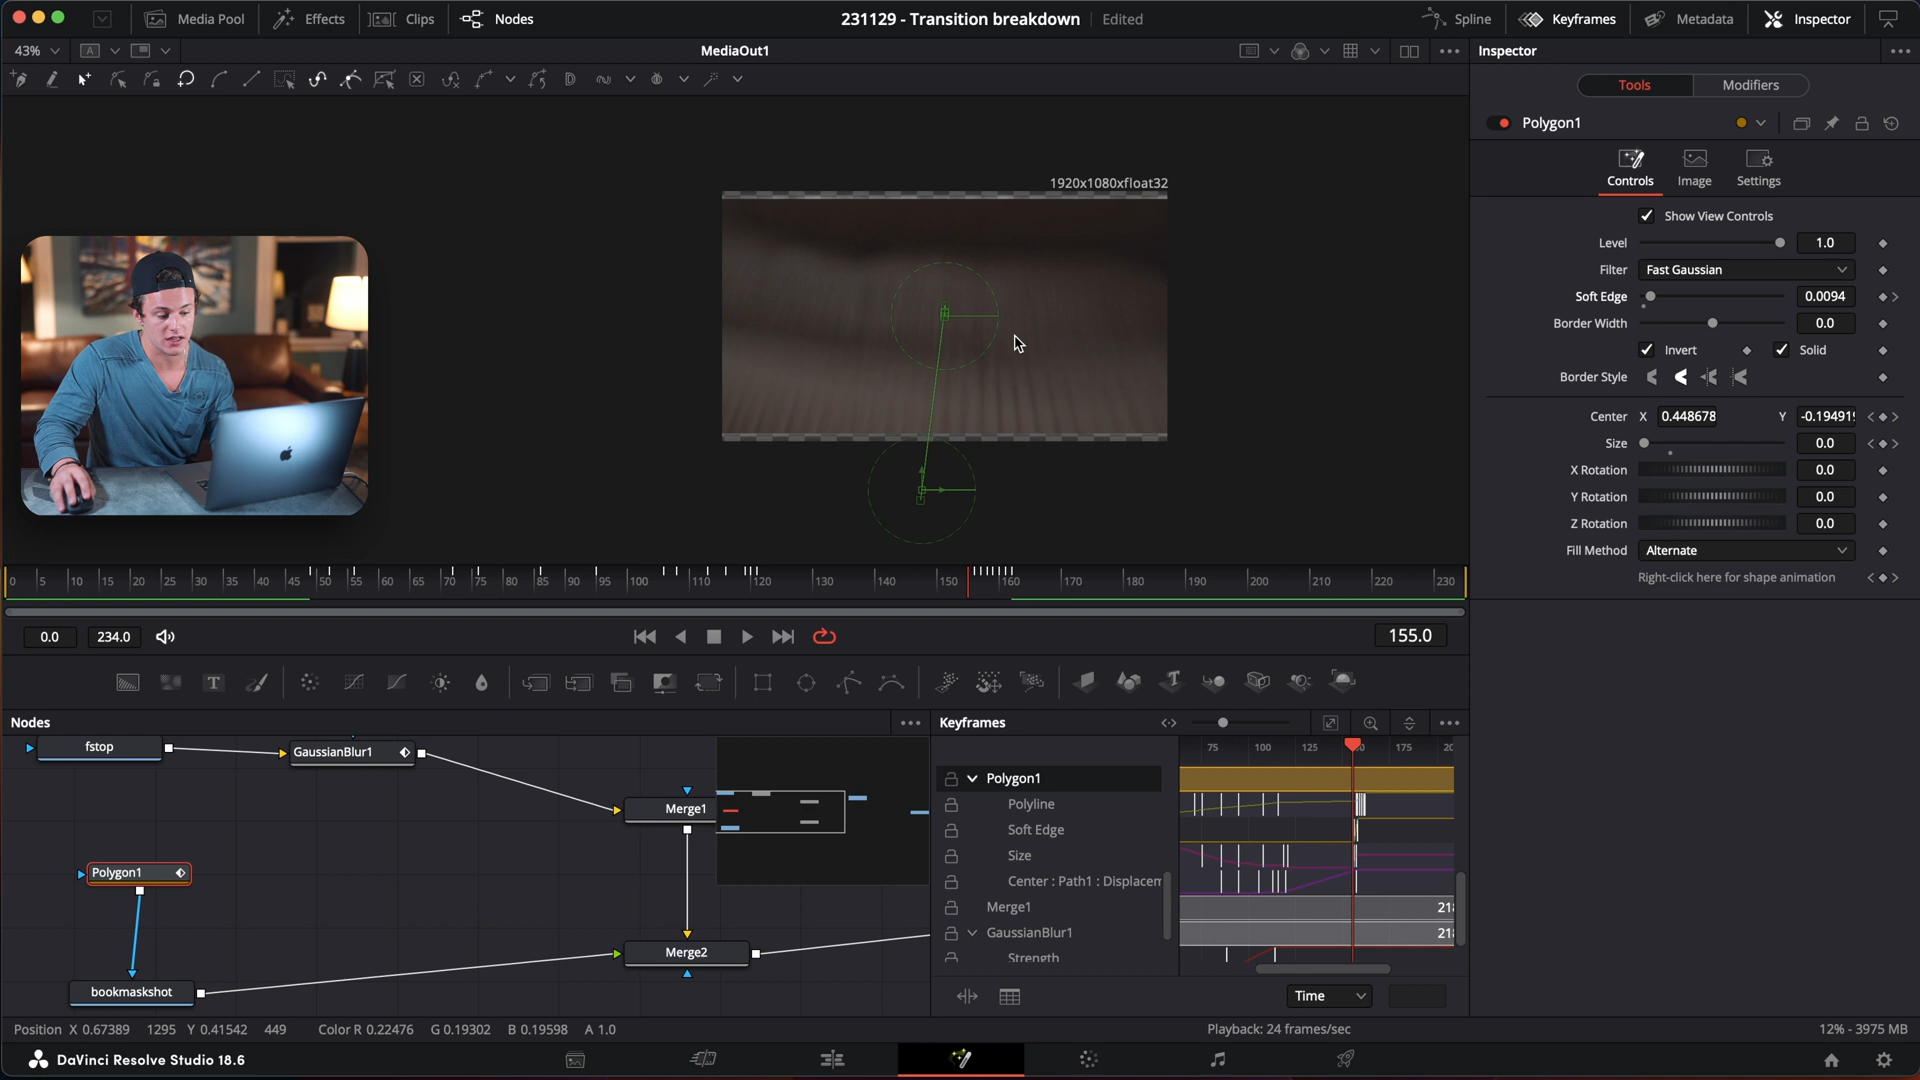 Media Pool
Effects
Clips
Nodes
231129 - Transition breakdown
Edited
Spline
Keyframes
Metadata
Inspector
43%
A
MediaOut1
Inspector
Tools
Modifiers
Polygon1
Controls
Image
Settings
1920x1080xfloat32
Show View Controls
Level 1.0
Filter Fast Gaussian
Soft Edge 0.0094
Border Width 0.0
Invert Solid
Border Style
Center X 0.448678 Y -0.19491
Size 0.0
X Rotation 0.0
Y Rotation 0.0
Z Rotation 0.0
Fill Method Alternate
Right-click here for shape animation
0 5 10 15 20 25 30 35 40 45 50 55 60 65 70 75 80 85 90 95 100 110 120 130 140 150 160 170 180 190 200 210 220 230
0.0 234.0
155.0
Nodes
Keyframes
fstop
GaussianBlur1
Merge1
Polygon1
Merge2
bookmaskshot
75 100 125 175
Polygon1
Polyline
Soft Edge
Size
Center : Path1 : Displacem
Merge1
GaussianBlur1
Strength
Time
Position X 0.67389 1295 Y 0.41542 449 Color R 0.22476 G 0.19302 B 0.19598 A 1.0
Playback: 24 frames/sec
12% - 3975 MB
DaVinci Resolve Studio 18.6